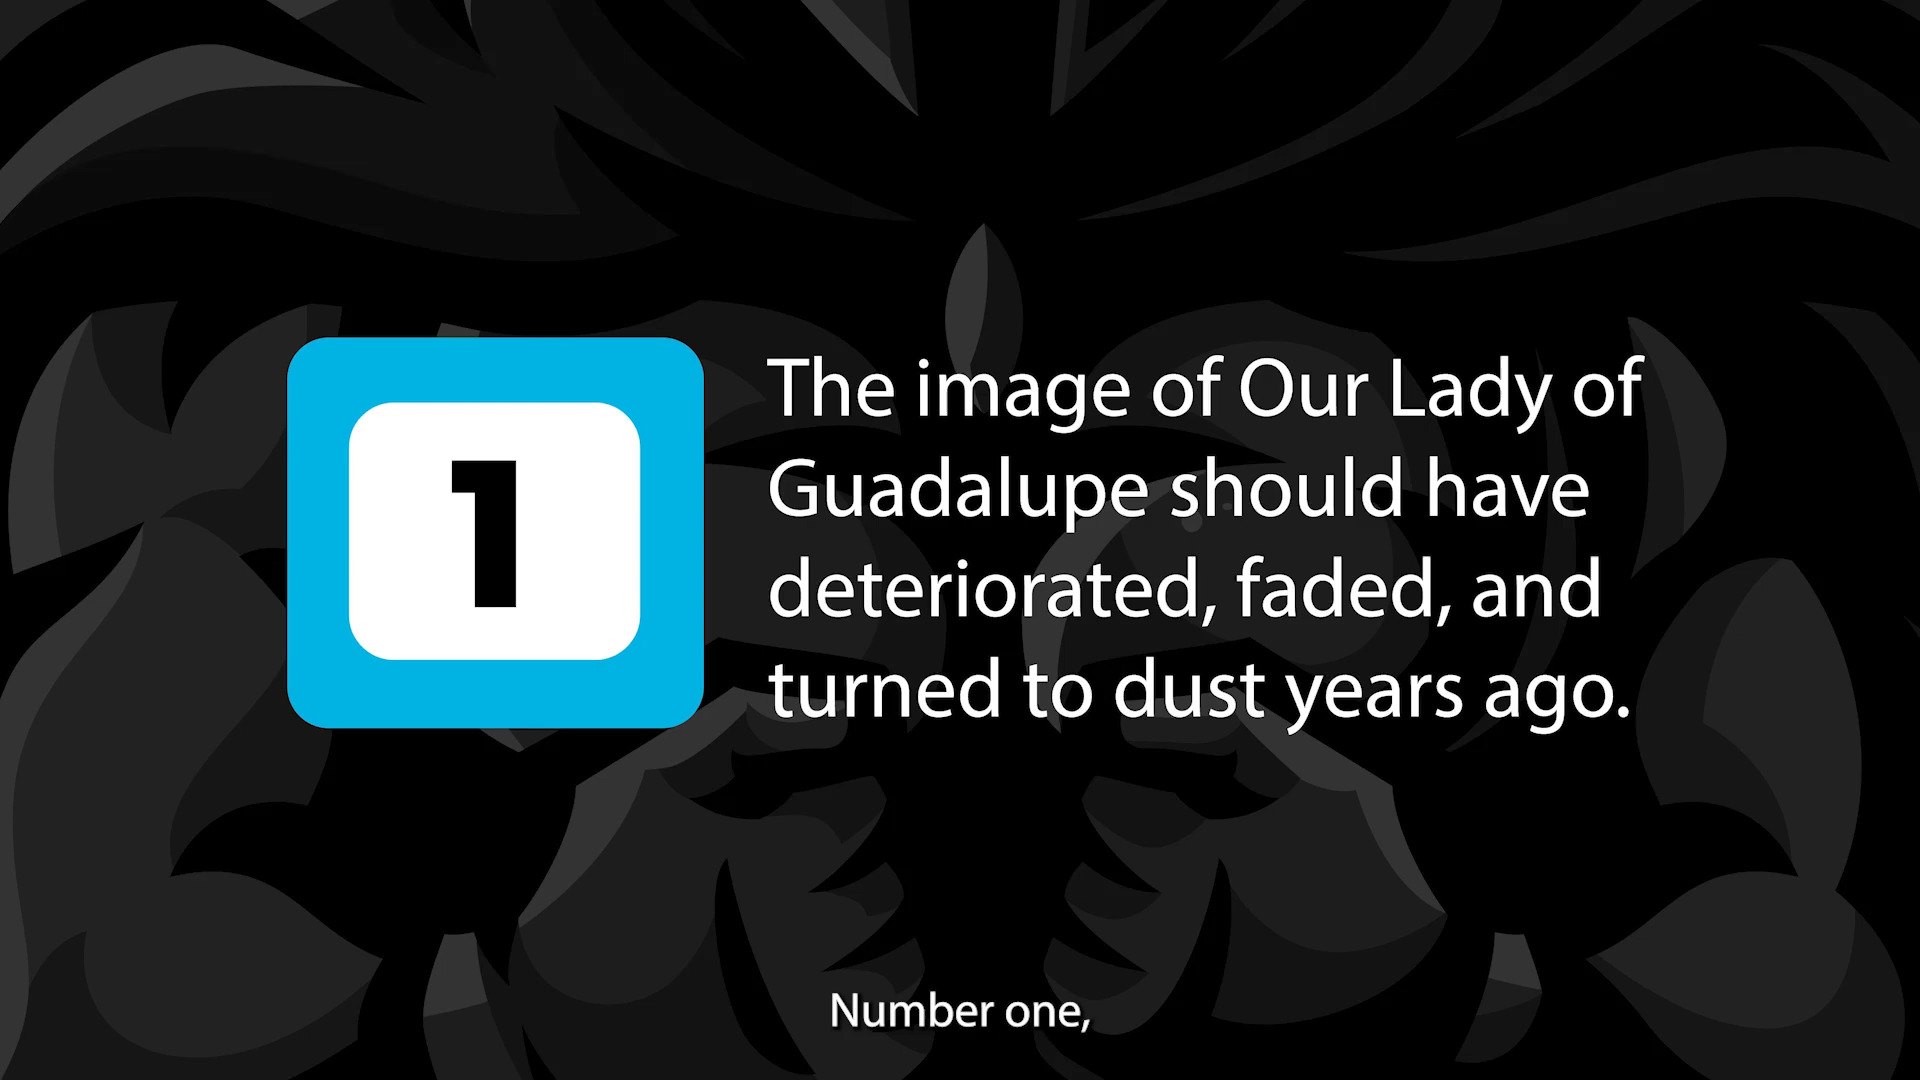 1
The image of Our Lady of
Guadalupe should have
deteriorated, faded, and
turned to dust years ago.
Number one,